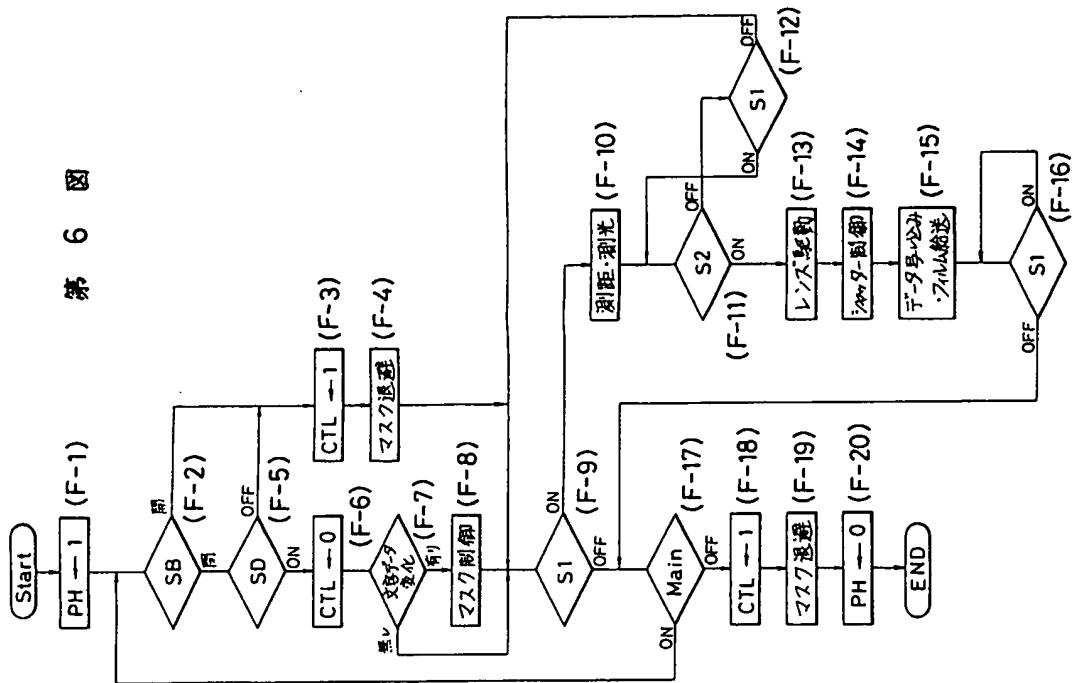 第 6 図
Start
PH ← 1
(F-1)
SB
開
閉
(F-2)
CTL ← 1
(F-3)
マスク退避
(F-4)
SD
OFF
ON
(F-5)
CTL ← 0
(F-6)
文字データ
変化
無し
有り
(F-7)
マスク制御
(F-8)
S1
ON
OFF
(F-9)
測距・測光
(F-10)
S2
OFF
ON
(F-11)
S1
OFF
ON
(F-12)
レンズ駆動
(F-13)
シャッター制御
(F-14)
データ写し込み
・フィルム給送
(F-15)
S1
ON
OFF
(F-16)
Main
ON
OFF
(F-17)
CTL ← 1
(F-18)
マスク退避
(F-19)
PH ← 0
(F-20)
END